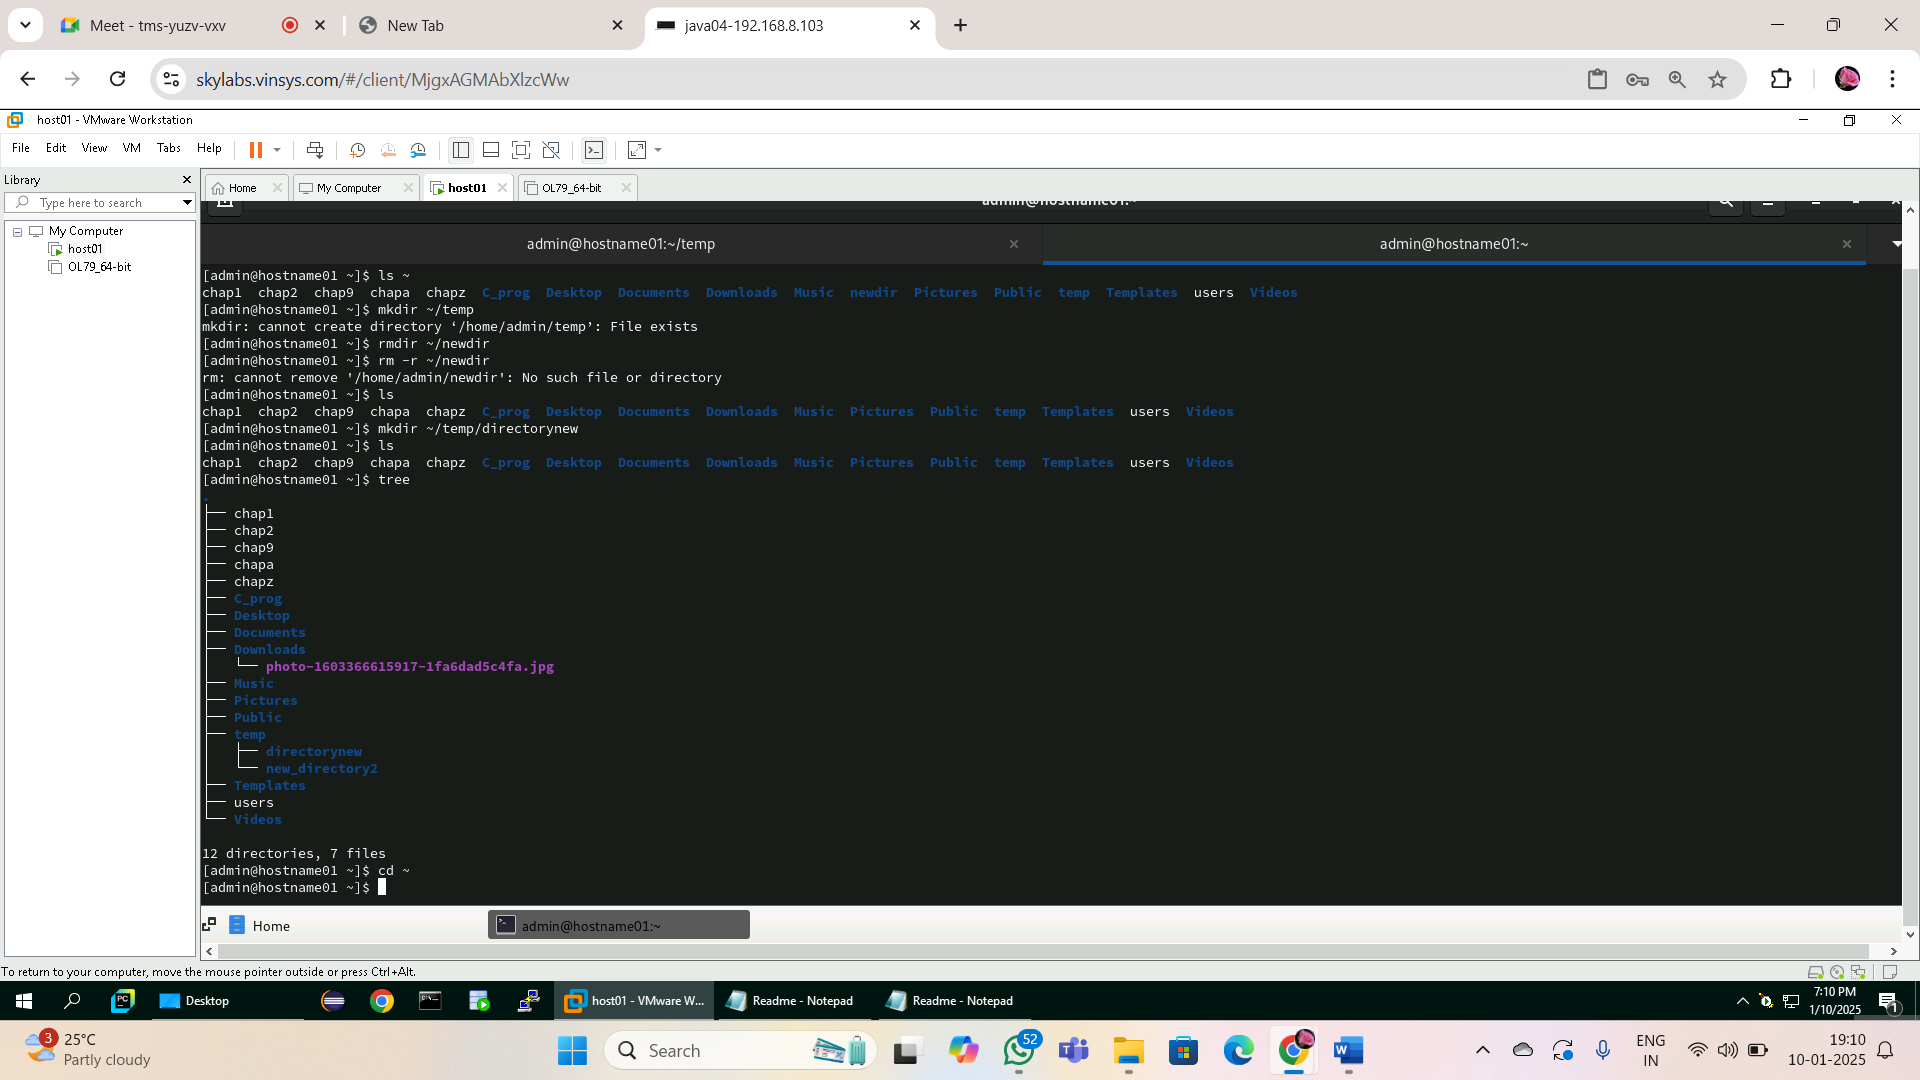 Meet - tms-yuzv-vxv
New Tab
java04-192.168.8.103
skylabs.vinsys.com/#/client/MjgxAGMAbXlzcWw
host01 - VMware Workstation
File Edit View VM Tabs Help
Library
Type here to search
My Computer
host01
OL79_64-bit
Home
My Computer
host01
OL79_64-bit
admin@hostname01:~
admin@hostname01:~/temp
admin@hostname01:~
[admin@hostname01 ~]$ ls ~
chap1 chap2 chap9 chapa chapz C_prog Desktop Documents Downloads Music newdir Pictures Public temp Templates users Videos
[admin@hostname01 ~]$ mkdir ~/temp
mkdir: cannot create directory ‘/home/admin/temp’: File exists
[admin@hostname01 ~]$ rmdir ~/newdir
[admin@hostname01 ~]$ rm -r ~/newdir
rm: cannot remove '/home/admin/newdir': No such file or directory
[admin@hostname01 ~]$ ls
chap1 chap2 chap9 chapa chapz C_prog Desktop Documents Downloads Music Pictures Public temp Templates users Videos
[admin@hostname01 ~]$ mkdir ~/temp/directorynew
[admin@hostname01 ~]$ ls
chap1 chap2 chap9 chapa chapz C_prog Desktop Documents Downloads Music Pictures Public temp Templates users Videos
[admin@hostname01 ~]$ tree
.
├── chap1
├── chap2
├── chap9
├── chapa
├── chapz
├── C_prog
├── Desktop
├── Documents
├── Downloads
│   └── photo-1603366615917-1fa6dad5c4fa.jpg
├── Music
├── Pictures
├── Public
├── temp
│   ├── directorynew
│   └── new_directory2
├── Templates
├── users
└── Videos
12 directories, 7 files
[admin@hostname01 ~]$ cd ~
[admin@hostname01 ~]$
Home
admin@hostname01:~
To return to your computer, move the mouse pointer outside or press Ctrl+Alt.
Desktop
host01 - VMware W...
Readme - Notepad
Readme - Notepad
7:10 PM
1/10/2025
1
3
25°C
Partly cloudy
Search
52
ENG
IN
19:10
10-01-2025